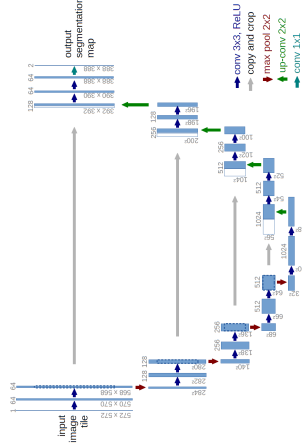 input
image
tile
1
64
64
572 x 572
570 x 570
568 x 568
128
128
284²
282²
280²
256
256
140²
138²
136²
512
512
68²
66²
64²
1024
32²
1024
512
56²
54²
52²
512
256
104²
102²
100²
256
128
200²
198²
196²
128
64
64
2
392 x 392
390 x 390
388 x 388
388 x 388
output
segmentation
map
conv 3x3, ReLU
copy and crop
max pool 2x2
up-conv 2x2
conv 1x1